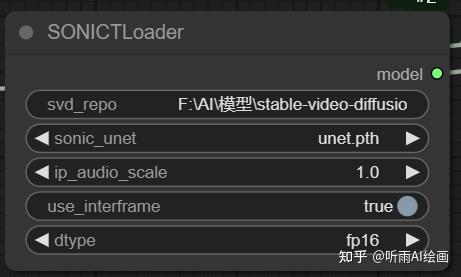 SONICTLoader
model
svd_repo F:\AI\模型\stable-video-diffusio
sonic_unet unet.pth
ip_audio_scale 1.0
use_interframe true
dtype fp16
知乎 @听雨AI绘画